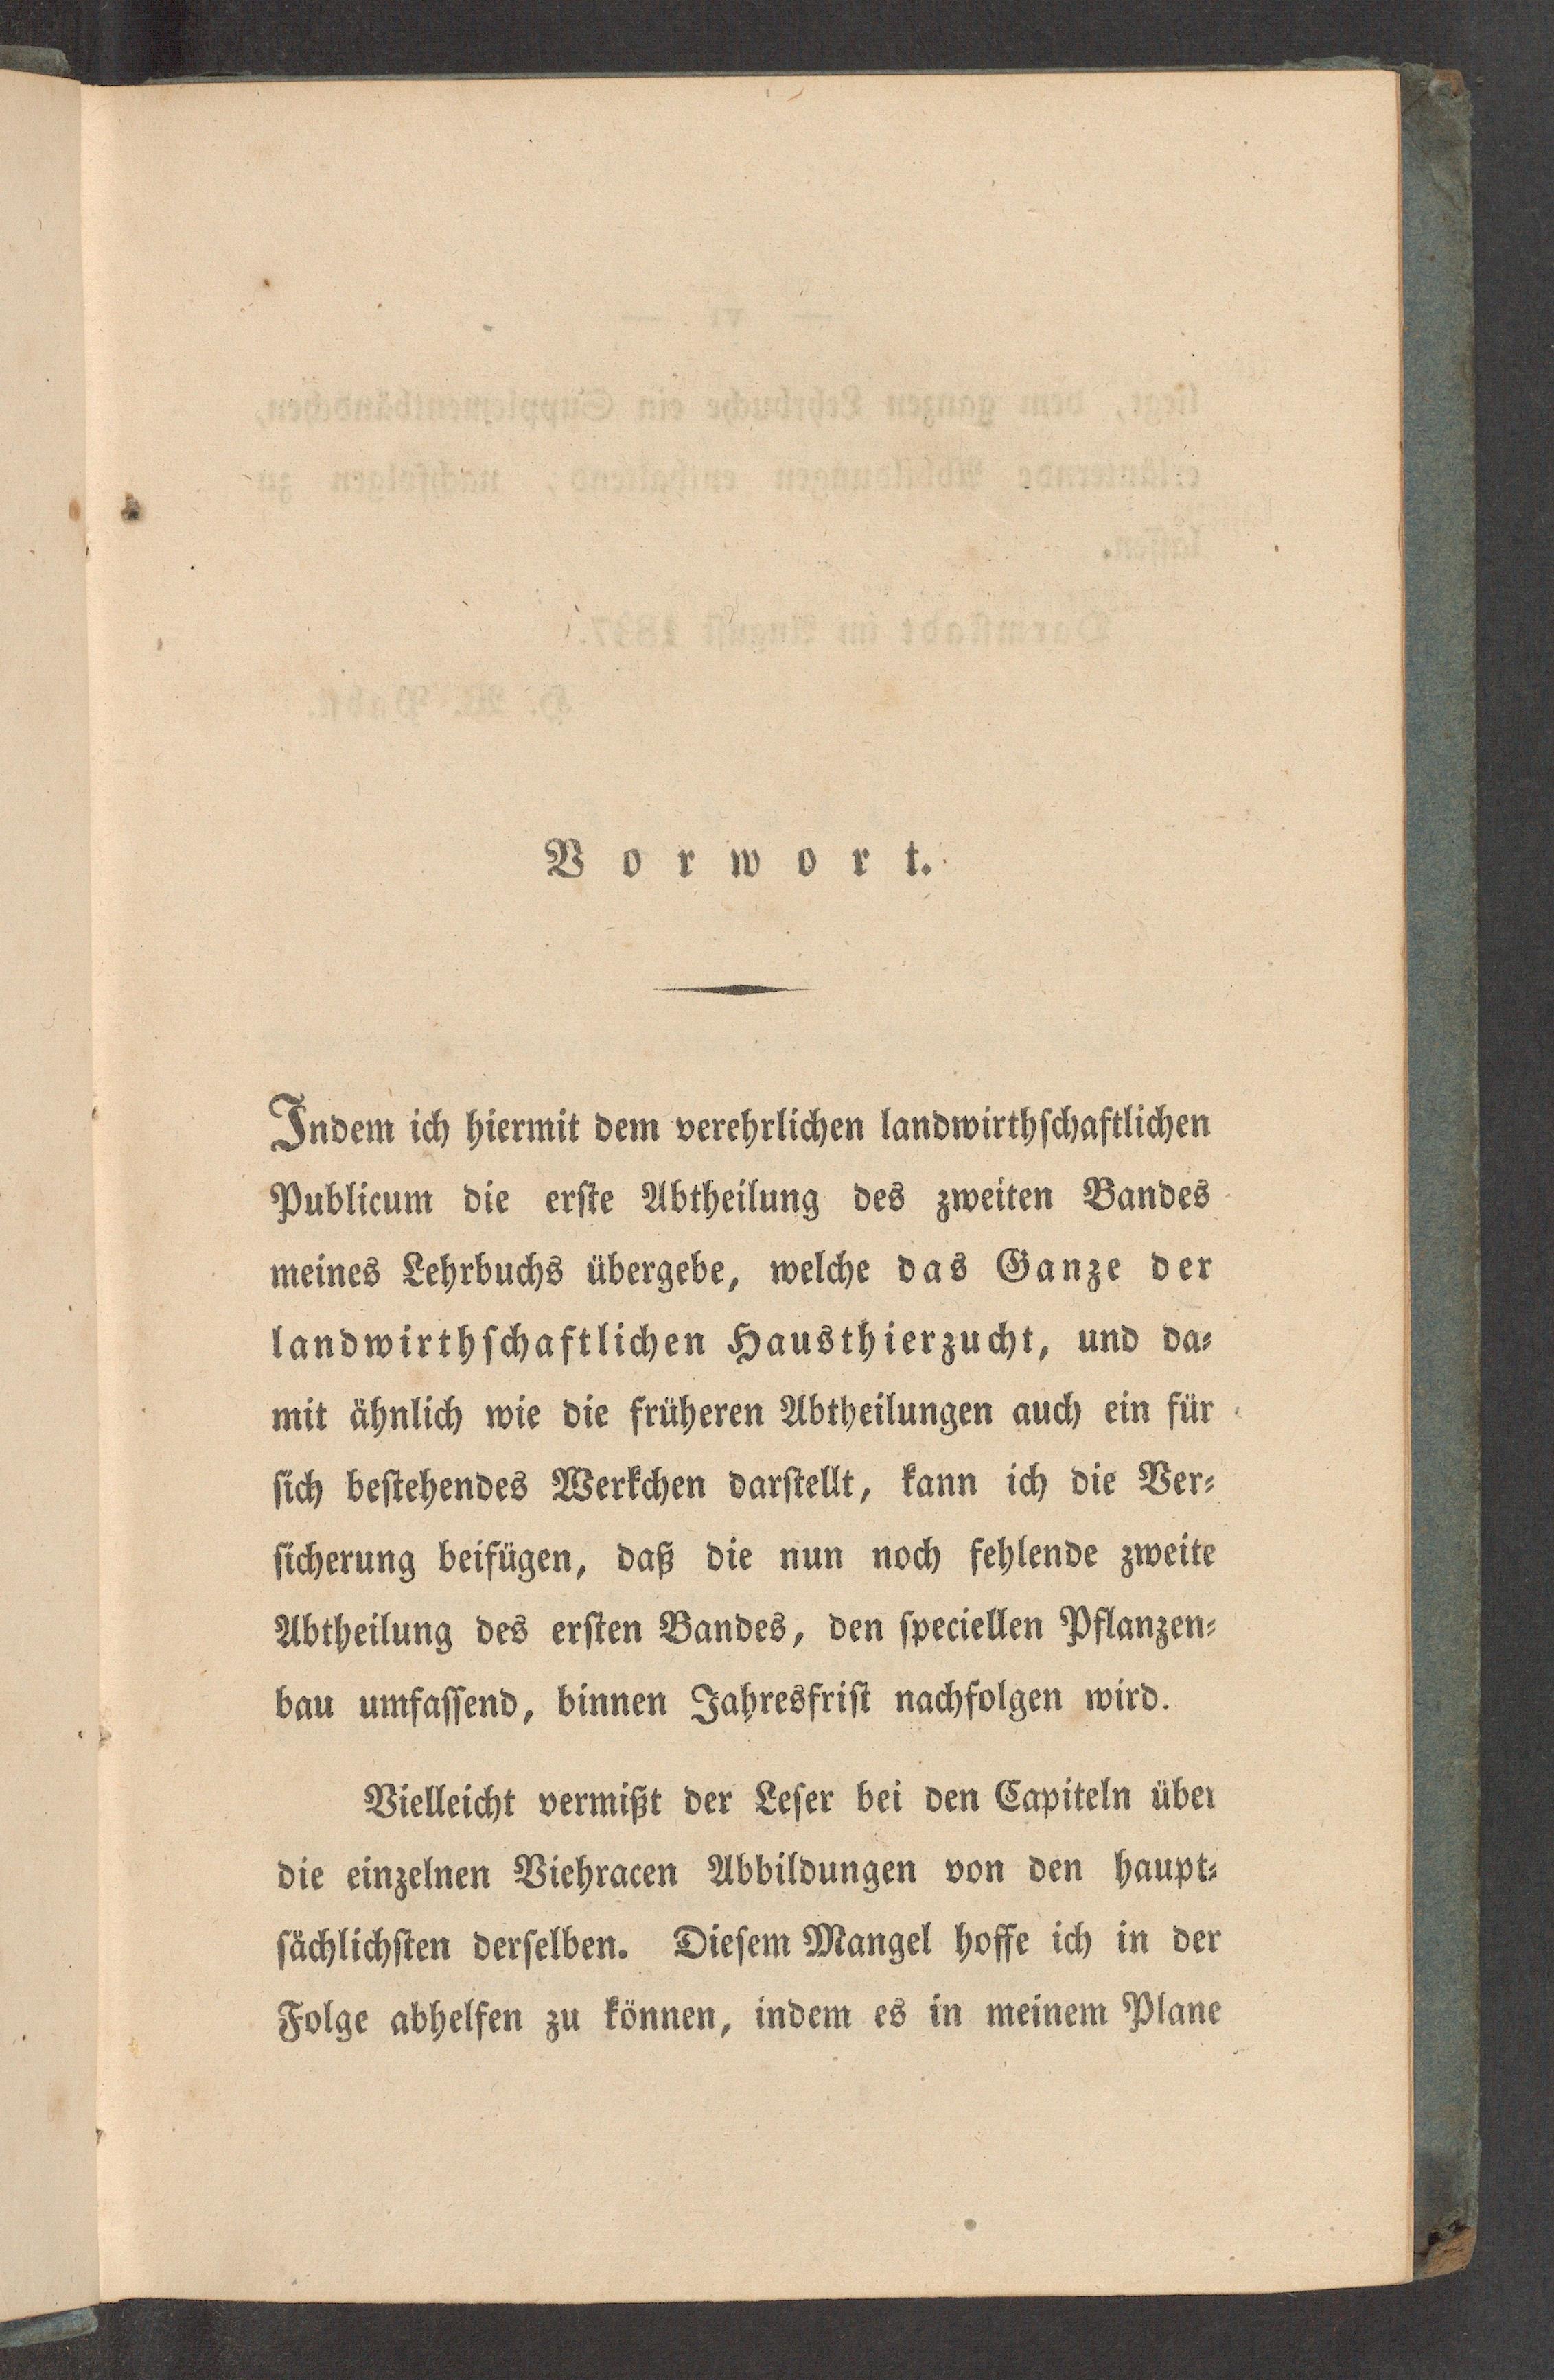 Vorwort.
Indem ich hiermit dem verehrlichen landwirthschaftlichen
Publicum die erste Abtheilung des zweiten Bandes
meines Lehrbuchs übergebe, welche das Ganze der
landwirthschaftlichen Hausthierzucht, und da-
mit ähnlich wie die früheren Abtheilungen auch ein für
sich bestehendes Werkchen darstellt, kann ich die Ver-
sicherung beifügen, daß die nun noch fehlende zweite
Abtheilung des ersten Bandes, den speciellen Pflanzen-
bau umfassend, binnen Jahresfrist nachfolgen wird.
Vielleicht vermißt der Leser bei den Capiteln über
die einzelnen Viehracen Abbildungen von den haupt-
sächlichsten derselben. Diesem Mangel hoffe ich in der
Folge abhelfen zu können, indem es in meinem Plane